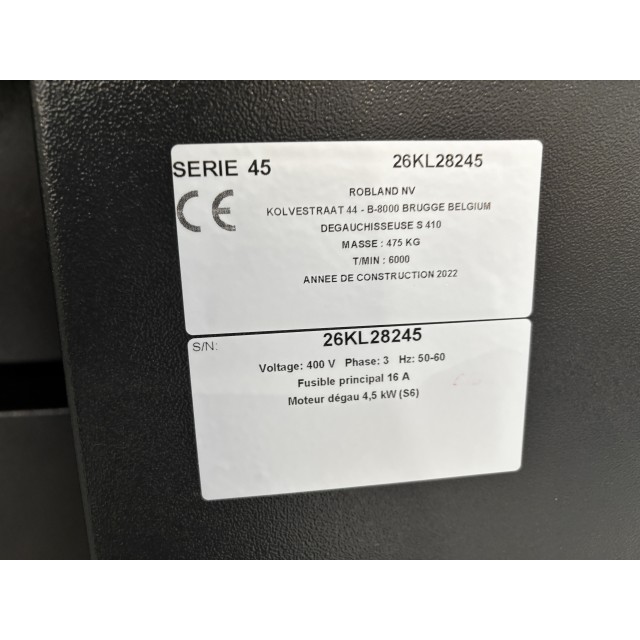 SERIE 45 26KL28245
CE
ROBLAND NV
KOLVESTRAAT 44 - B-8000 BRUGGE BELGIUM
DEGAUCHISSEUSE S 410
MASSE : 475 KG
T/MIN : 6000
ANNEE DE CONSTRUCTION 2022
S/N: 26KL28245
Voltage: 400 V Phase: 3 Hz: 50-60
Fusible principal 16 A
Moteur dégau 4,5 kW (S6)